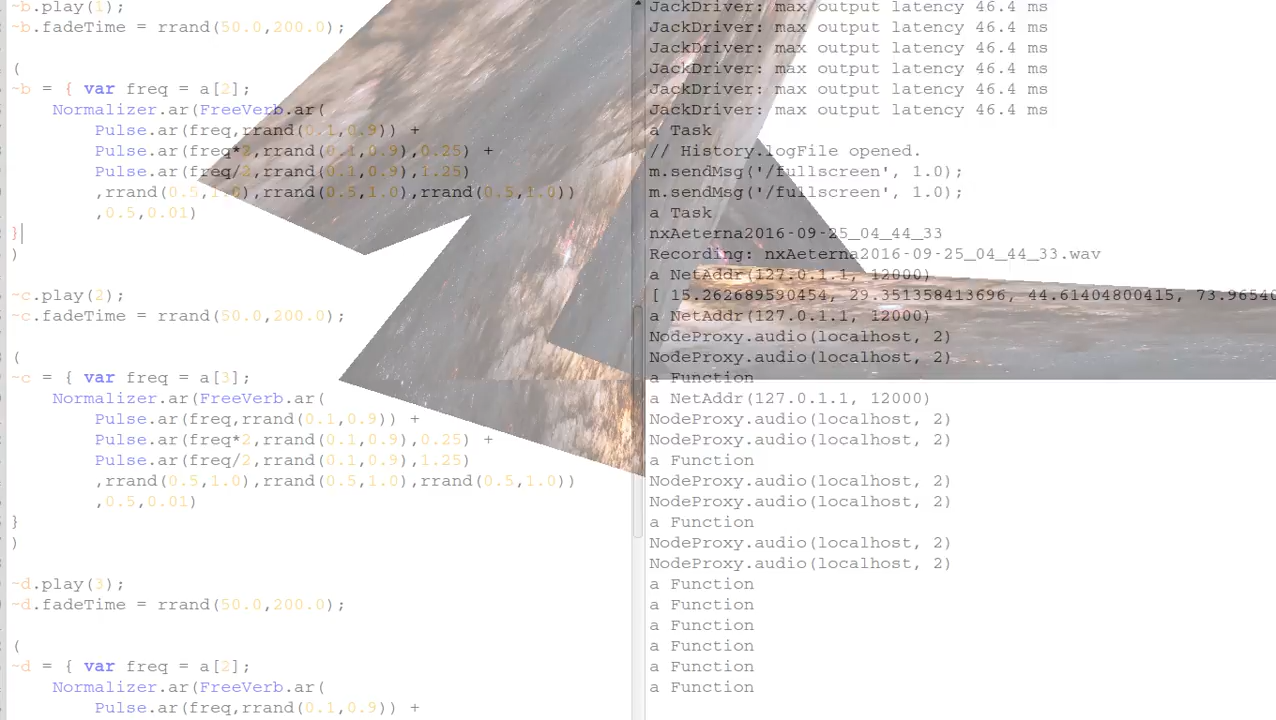 ~b.play(1);
~b.fadeTime = rrand(50.0,200.0);
(
~b = { var freq = a[2];
Normalizer.ar(FreeVerb.ar(
Pulse.ar(freq,rrand(0.1,0.9)) +
Pulse.ar(freq*2,rrand(0.1,0.9),0.25) +
Pulse.ar(freq/2,rrand(0.1,0.9),1.25)
,rrand(0.5,1.0),rrand(0.5,1.0),rrand(0.5,1.0))
,0.5,0.01)
}
)
~c.play(2);
~c.fadeTime = rrand(50.0,200.0);
(
~c = { var freq = a[3];
Normalizer.ar(FreeVerb.ar(
Pulse.ar(freq,rrand(0.1,0.9)) +
Pulse.ar(freq*2,rrand(0.1,0.9),0.25) +
Pulse.ar(freq/2,rrand(0.1,0.9),1.25)
,rrand(0.5,1.0),rrand(0.5,1.0),rrand(0.5,1.0))
,0.5,0.01)
}
)
~d.play(3);
~d.fadeTime = rrand(50.0,200.0);
(
~d = { var freq = a[2];
Normalizer.ar(FreeVerb.ar(
Pulse.ar(freq,rrand(0.1,0.9)) +
JackDriver: max output latency 46.4 ms
JackDriver: max output latency 46.4 ms
JackDriver: max output latency 46.4 ms
JackDriver: max output latency 46.4 ms
JackDriver: max output latency 46.4 ms
JackDriver: max output latency 46.4 ms
a Task
// History.logFile opened.
m.sendMsg('/fullscreen', 1.0);
m.sendMsg('/fullscreen', 1.0);
a Task
nxAeterna2016-09-25_04_44_33
Recording: nxAeterna2016-09-25_04_44_33.wav
a NetAddr(127.0.1.1, 12000)
[ 15.262689590454, 29.351358413696, 44.61404800415, 73.96540
a NetAddr(127.0.1.1, 12000)
NodeProxy.audio(localhost, 2)
NodeProxy.audio(localhost, 2)
a Function
a NetAddr(127.0.1.1, 12000)
NodeProxy.audio(localhost, 2)
NodeProxy.audio(localhost, 2)
a Function
NodeProxy.audio(localhost, 2)
NodeProxy.audio(localhost, 2)
a Function
NodeProxy.audio(localhost, 2)
NodeProxy.audio(localhost, 2)
a Function
a Function
a Function
a Function
a Function
a Function